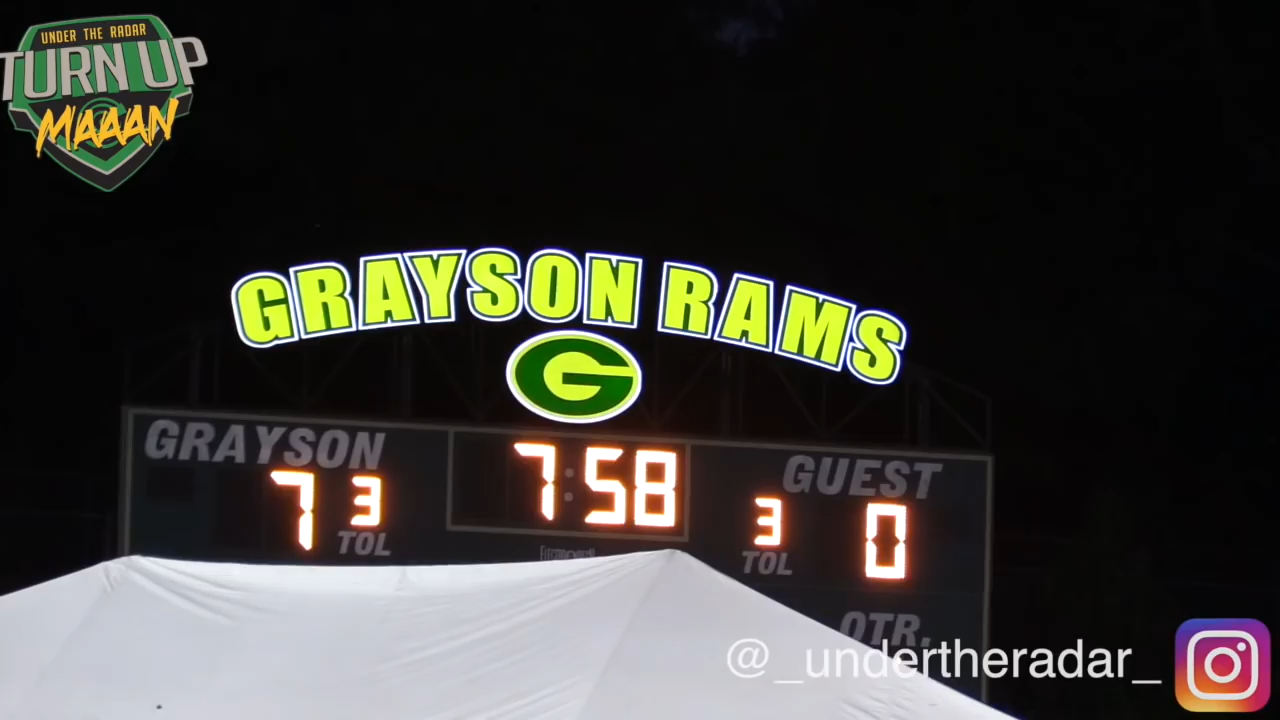 UNDER THE RADAR
TURN UP
MAAAN
GRAYSON RAMS
G
GRAYSON
7:58
GUEST
7 3
3 0
TOL
TOL
QTR.
@_undertheradar_